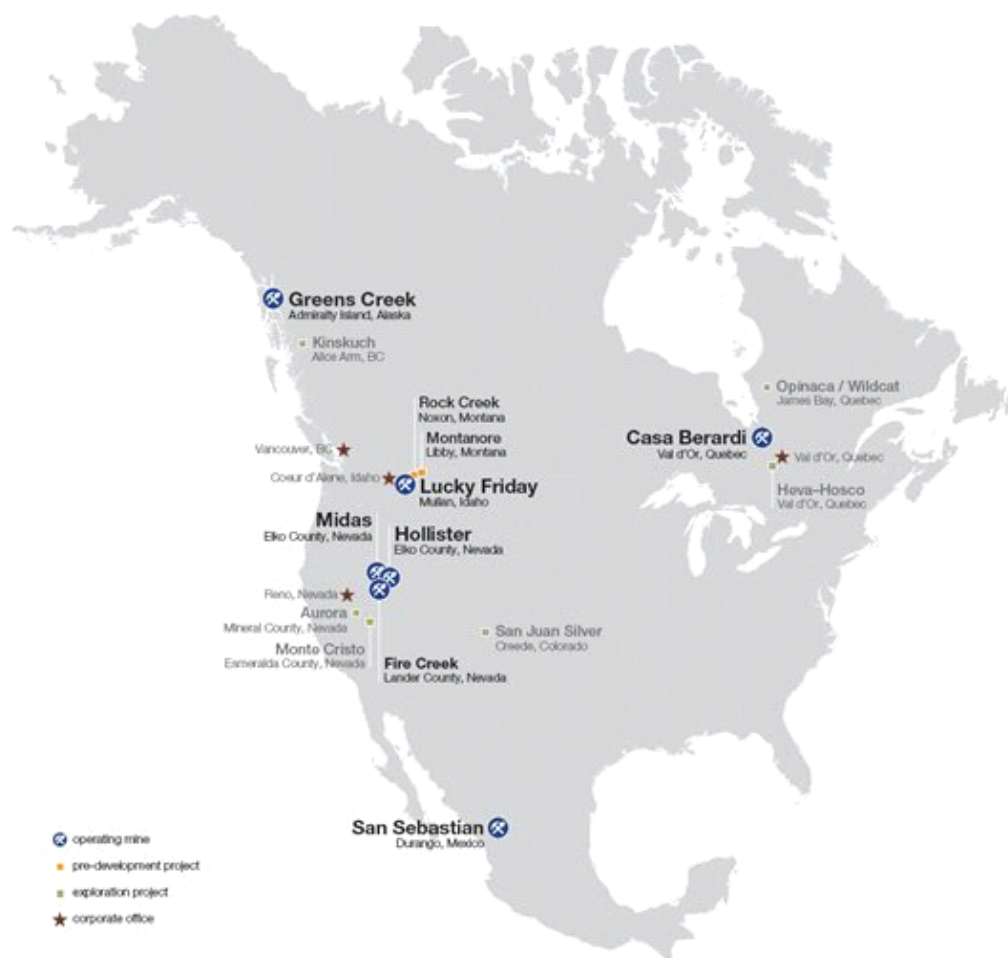 Greens Creek
Admiralty Island, Alaska
Kinskuch
Alice Arm, BC
Rock Creek
Noxon, Montana
Montanore
Libby, Montana
Vancouver, BC
Coeur d'Alene, Idaho
Lucky Friday
Mullan, Idaho
Opinaca / Wildcat
James Bay, Quebec
Casa Berardi
Val d'Or, Quebec
Val d'Or, Quebec
Heva–Hosco
Val d'Or, Quebec
Midas
Elko County, Nevada
Hollister
Elko County, Nevada
Reno, Nevada
Aurora
Mineral County, Nevada
Monte Cristo
Esmeralda County, Nevada
Fire Creek
Lander County, Nevada
San Juan Silver
Creede, Colorado
San Sebastian
Durango, Mexico
operating mine
pre-development project
exploration project
corporate office